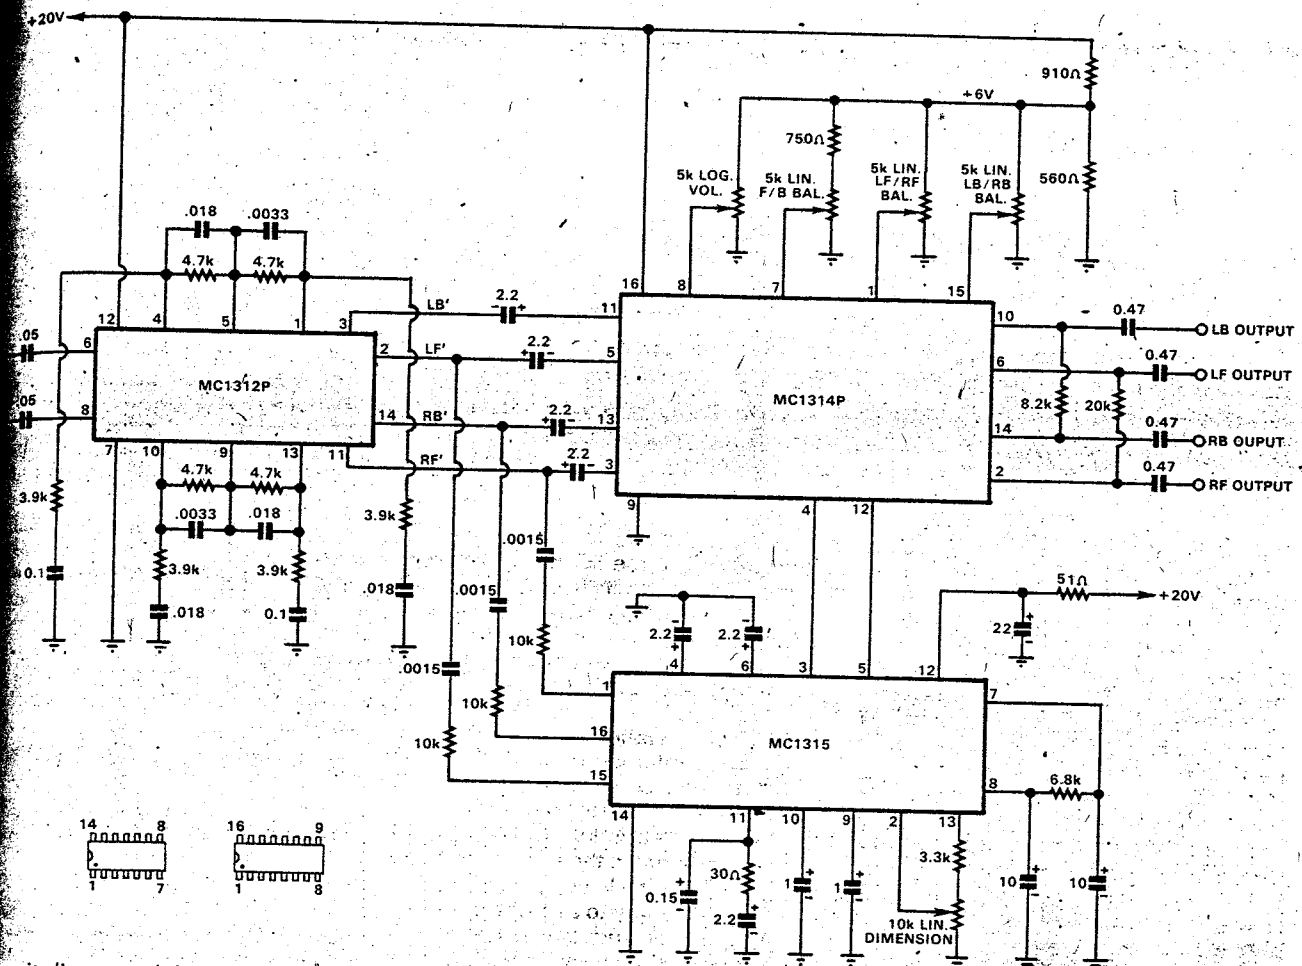 +20V
910Ω
+6V
750Ω
5k LOG.
VOL.
5k LIN.
F/B BAL.
5k LIN.
LF/RF
BAL.
5k LIN.
LB/RB
BAL.
560Ω
.018 .0033
4.7k 4.7k
16 8 7 1 15
12 4 5 1 3
LB'
2.2
- +
11
10
0.47
LB OUTPUT
.05
6
2
LF'
2.2
+ -
5
6
0.47
LF OUTPUT
MC1312P
MC1314P
8.2k
20k
.05
8
14
RB'
2.2
+ -
13
14
0.47
RB OUPUT
7 10 9 13 11
RF'
2.2
+ -
3
2
0.47
RF OUTPUT
4.7k 4.7k
.0033 .018
3.9k
3.9k
9
4 12
3.9k 3.9k
.0015
0.1
.018
0.1
.018
.0015
10k
2.2
- +
2.2
- +
51Ω
+20V
22
+ -
.0015
4 6 3 5 12
10k
10k
1
16
15
MC1315
7
8
6.8k
14 11 10 9 2 13
14 8
1 7
16 9
1 8
0.15
+ -
30Ω
2.2
+ -
1
+ -
1
+ -
3.3k
10k LIN.
DIMENSION
10
+ -
10
+ -